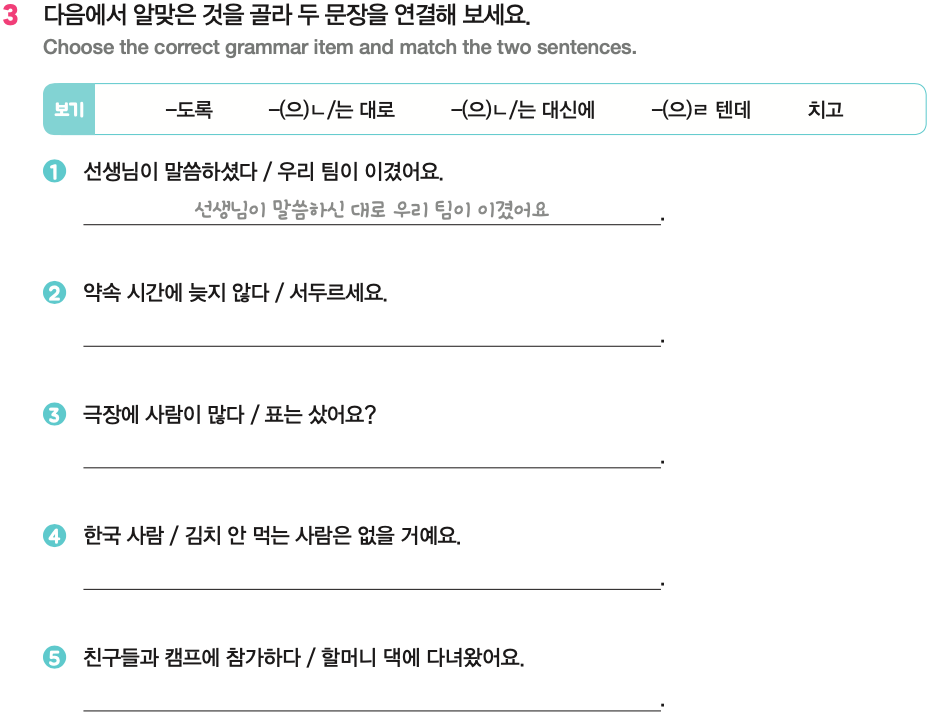 3 다음에서 알맞은 것을 골라 두 문장을 연결해 보세요.
Choose the correct grammar item and match the two sentences.
보기 –도록 –(으)ㄴ/는 대로 –(으)ㄴ/는 대신에 –(으)ㄹ 텐데 치고
1 선생님이 말씀하셨다 / 우리 팀이 이겼어요.
선생님이 말씀하신 대로 우리 팀이 이겼어요.
2 약속 시간에 늦지 않다 / 서두르세요.
.
3 극장에 사람이 많다 / 표는 샀어요?
.
4 한국 사람 / 김치 안 먹는 사람은 없을 거예요.
.
5 친구들과 캠프에 참가하다 / 할머니 댁에 다녀왔어요.
.